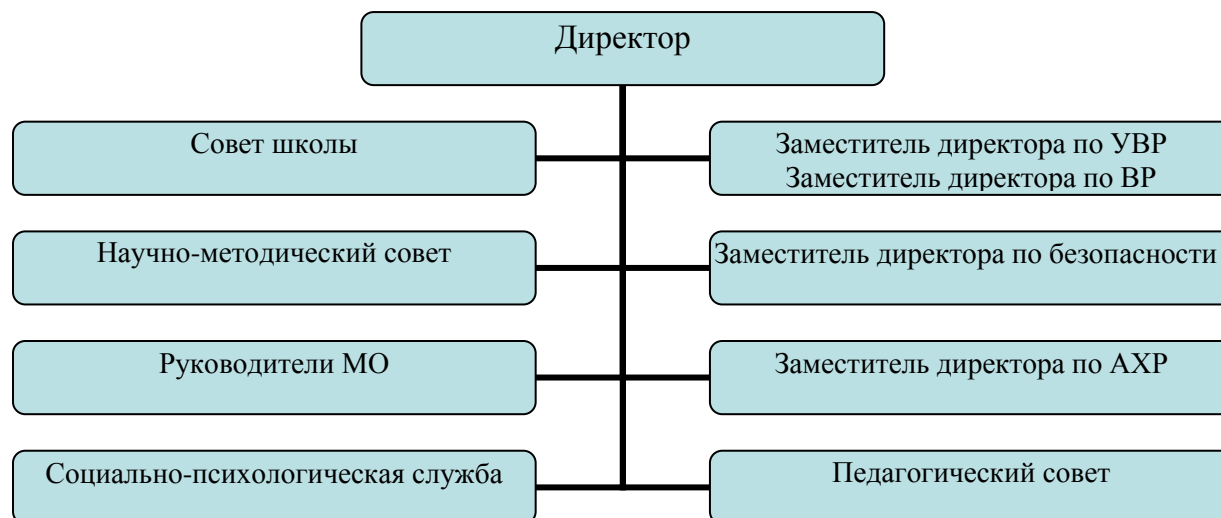 Директор
Совет школы
Заместитель директора по УВР
Заместитель директора по ВР
Научно-методический совет
Заместитель директора по безопасности
Руководители МО
Заместитель директора по АХР
Социально-психологическая служба
Педагогический совет